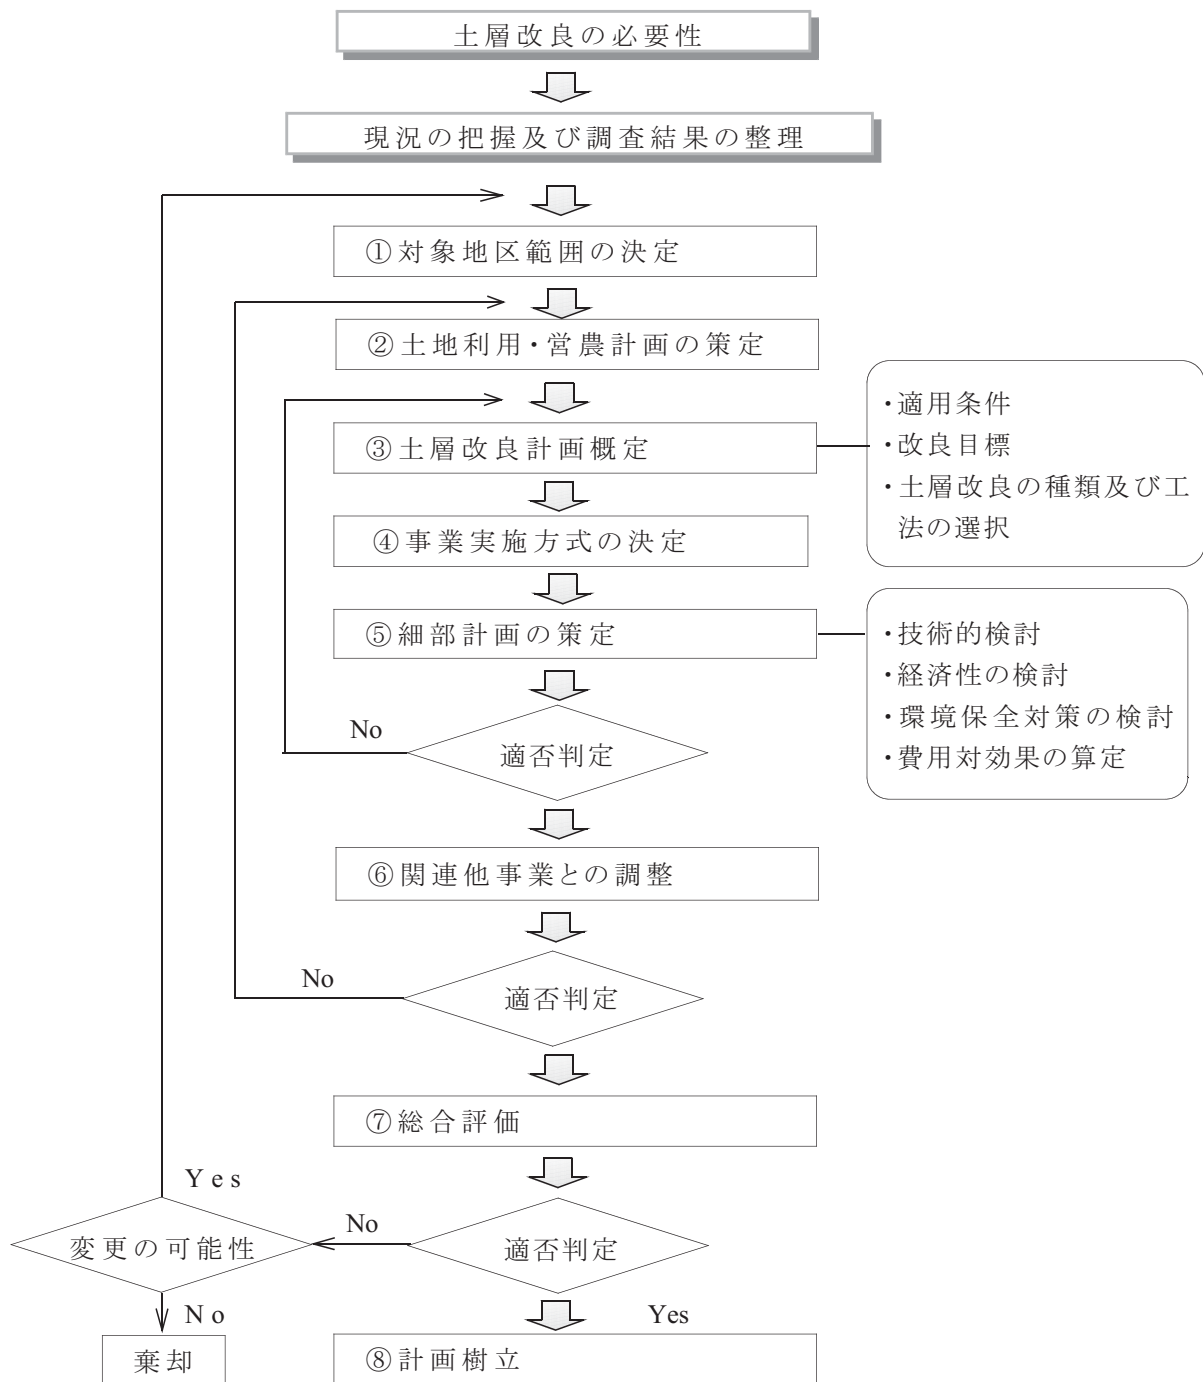 土層改良の必要性
現況の把握及び調査結果の整理
①対象地区範囲の決定
②土地利用・営農計画の策定
③土層改良計画概定
・適用条件
・改良目標
・土層改良の種類及び工
法の選択
④事業実施方式の決定
⑤細部計画の策定
・技術的検討
・経済性の検討
・環境保全対策の検討
・費用対効果の算定
No
適否判定
⑥関連他事業との調整
No
適否判定
⑦総合評価
Yes
変更の可能性
No
適否判定
No
Yes
棄却
⑧計画樹立